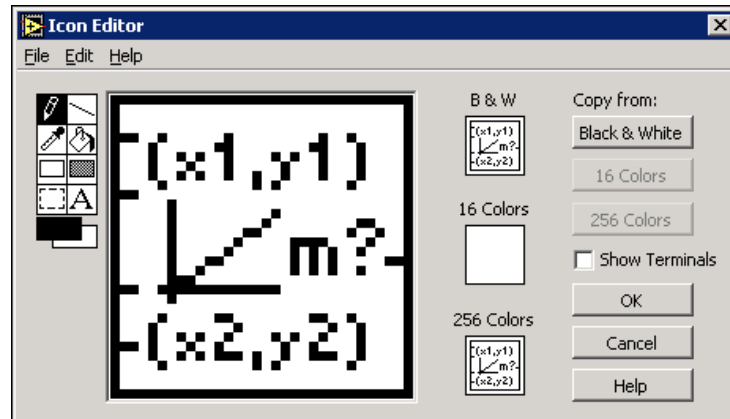 Icon Editor
File Edit Help
B & W
Copy from:
(x1,y1)
m?
(x2,y2)
(x1,y1)
m?
(x2,y2)
Black & White
16 Colors
16 Colors
256 Colors
Show Terminals
256 Colors
(x1,y1)
m?
(x2,y2)
OK
Cancel
Help
A